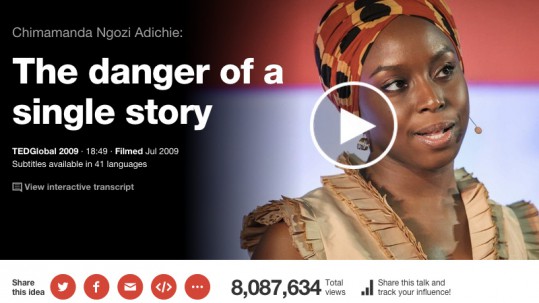 Chimamanda Ngozi Adichie:
The danger of a
single story
TEDGlobal 2009 · 18:49 · Filmed Jul 2009
Subtitles available in 41 languages
View interactive transcript
Share
this idea
8,087,634
Total
views
Share this talk and
track your influence!